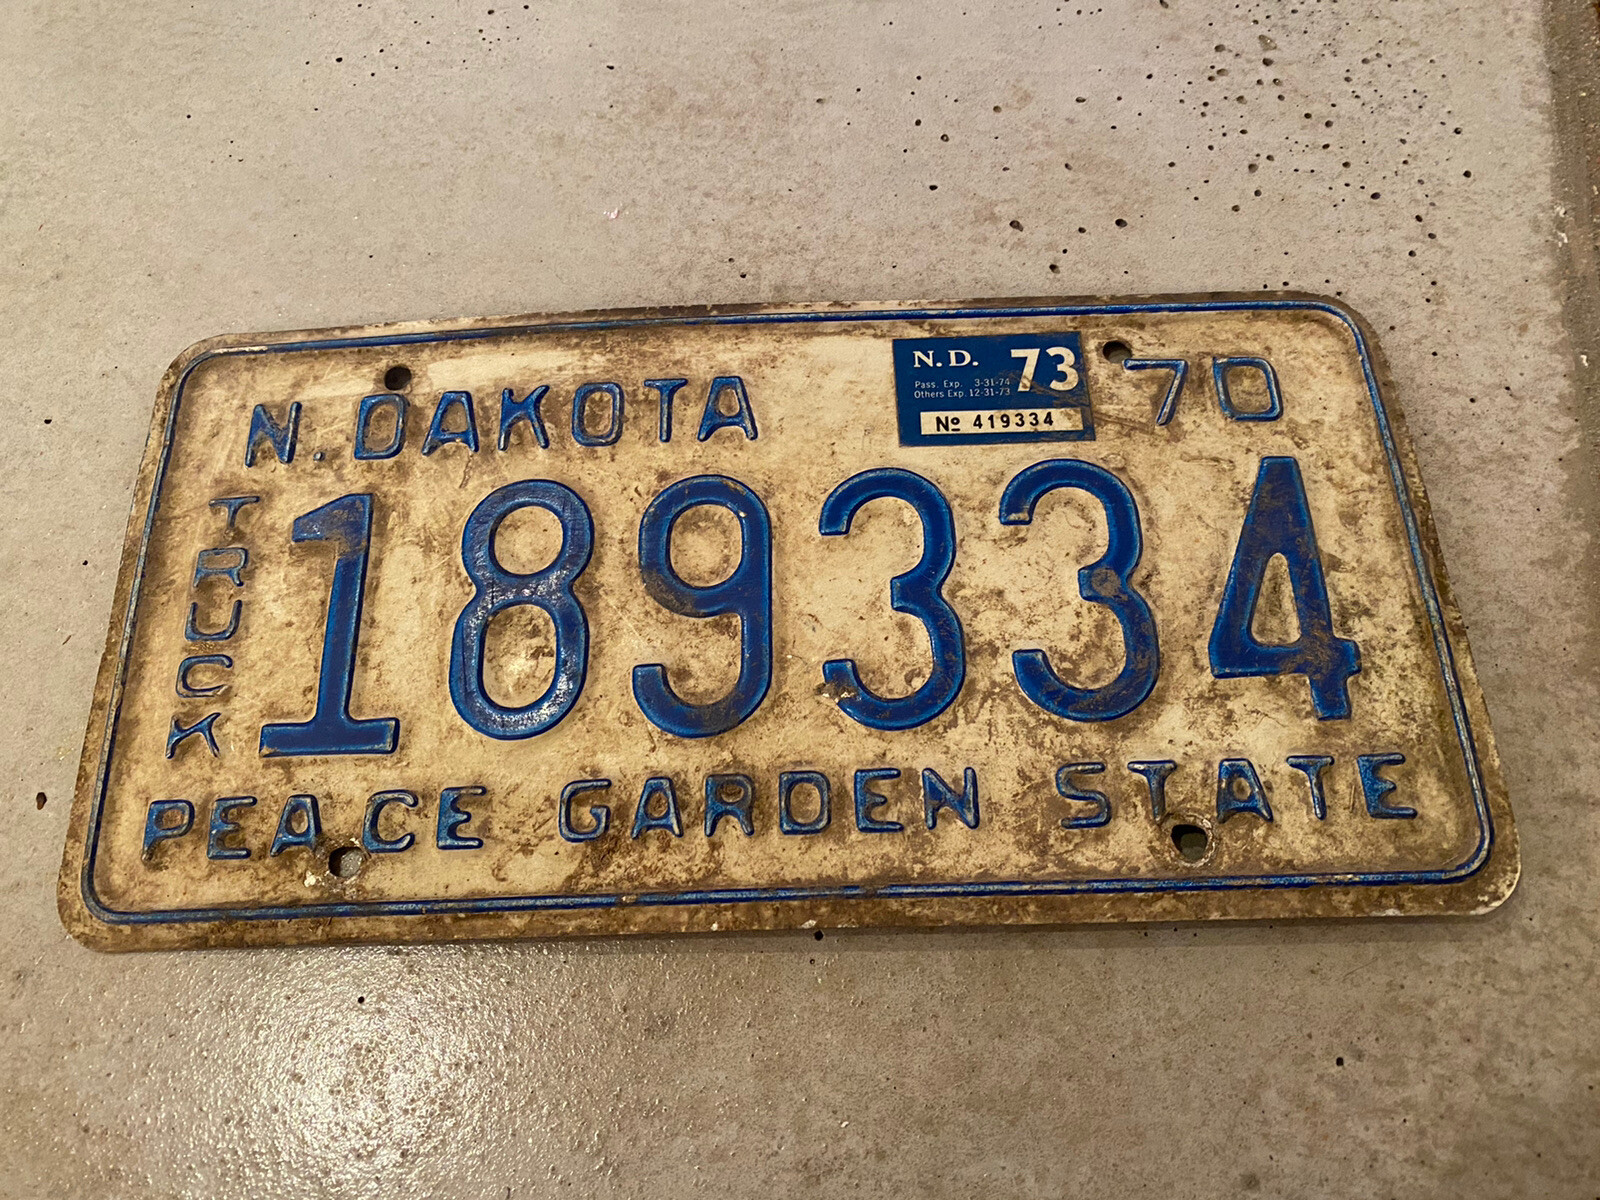 N. DAKOTA
N.D. 73
Pass. Exp. 3-31-74
Others Exp. 12-31-73
No 419334
70
TRUCK
189334
PEACE GARDEN STATE